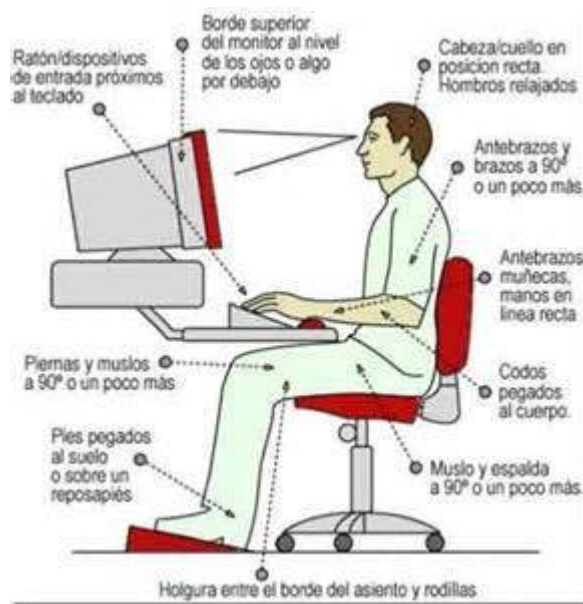 Borde superior
del monitor al nivel
de los ojos o algo
por debajo
Ratón/dispositivos
de entrada próximos
al teclado
Cabeza/cuello en
posicion recta.
Hombros relajados
Antebrazos y
brazos a 90º
o un poco más
Antebrazos
muñecas,
manos en
linea recta
Piernas y muslos
a 90º o un poco más
Codos
pegados
al cuerpo.
Pies pegados
al suelo
o sobre un
reposapiés
Muslo y espalda
a 90º o un poco más
Holgura entre el borde del asiento y rodillas